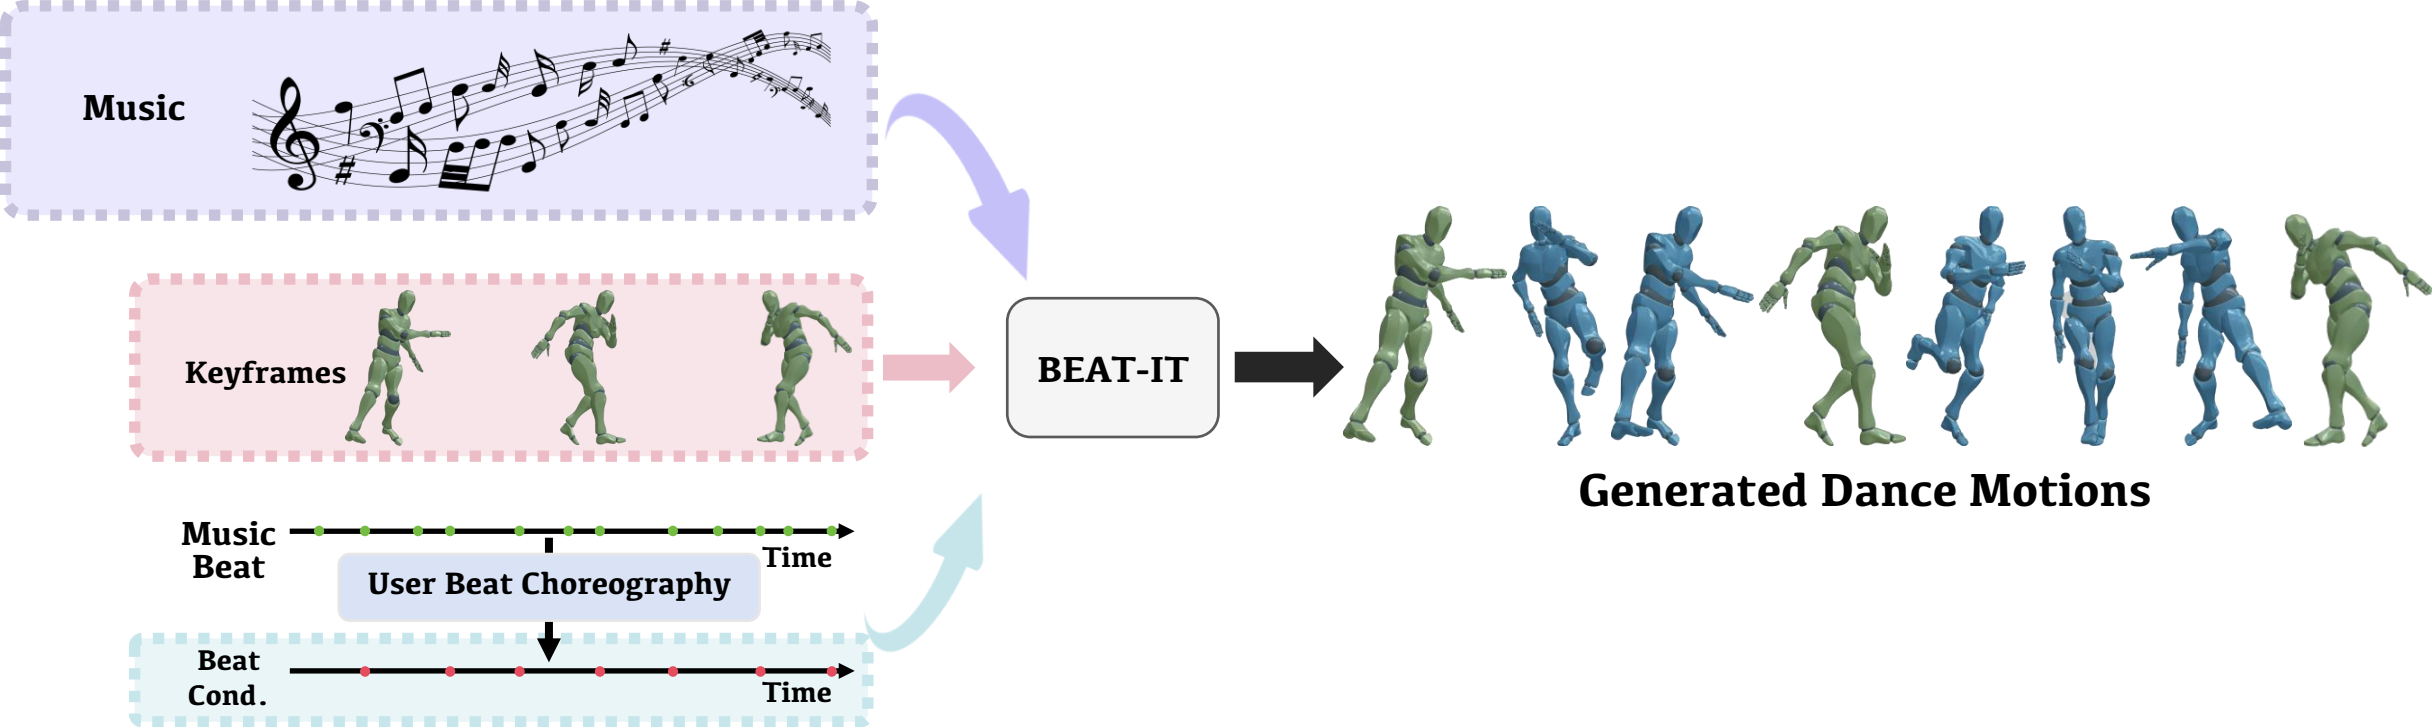 Music
Keyframes
BEAT-IT
Generated Dance Motions
Music
Beat
Time
User Beat Choreography
Beat
Cond.
Time